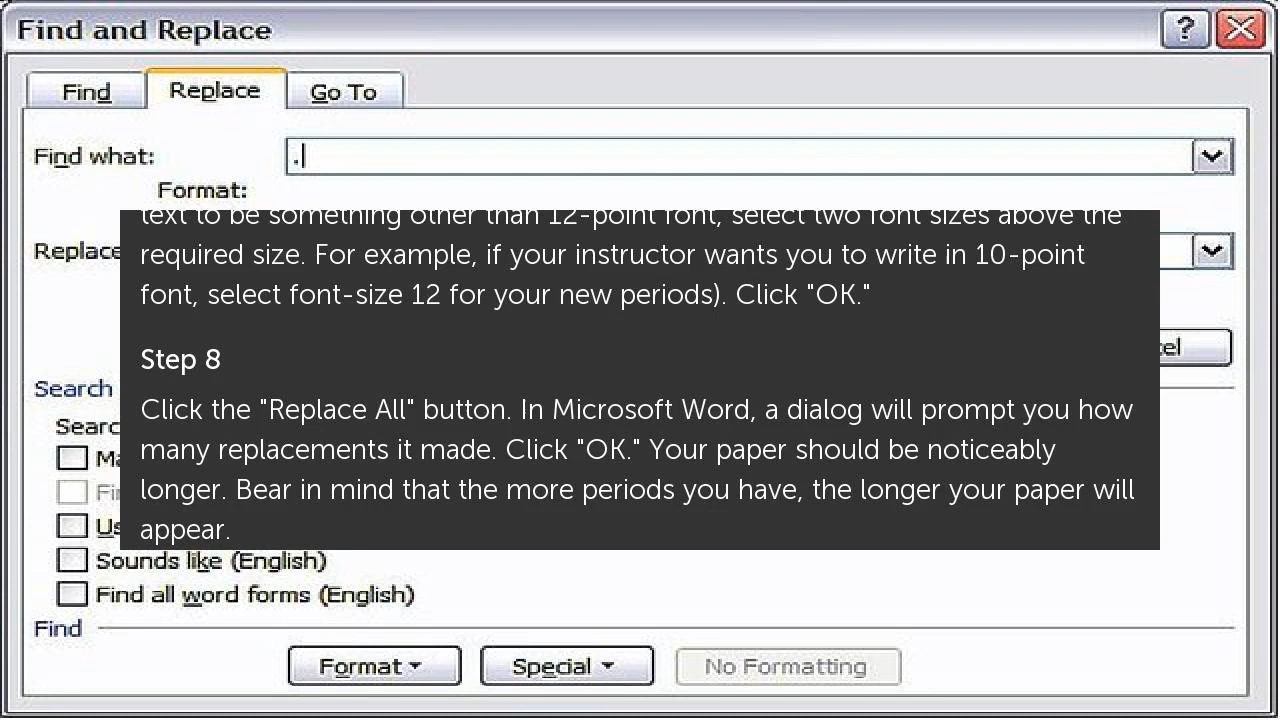 Find and Replace
Find Replace Go To
Find what: .
Format:
text to be something other than 12-point font, select two font sizes above the
Replace
required size. For example, if your instructor wants you to write in 10-point
font, select font-size 12 for your new periods). Click "OK."
Step 8
Search
Click the "Replace All" button. In Microsoft Word, a dialog will prompt you how
many replacements it made. Click "OK." Your paper should be noticeably
longer. Bear in mind that the more periods you have, the longer your paper will
appear.
Sounds like (English)
Find all word forms (English)
Find
Format Special No Formatting